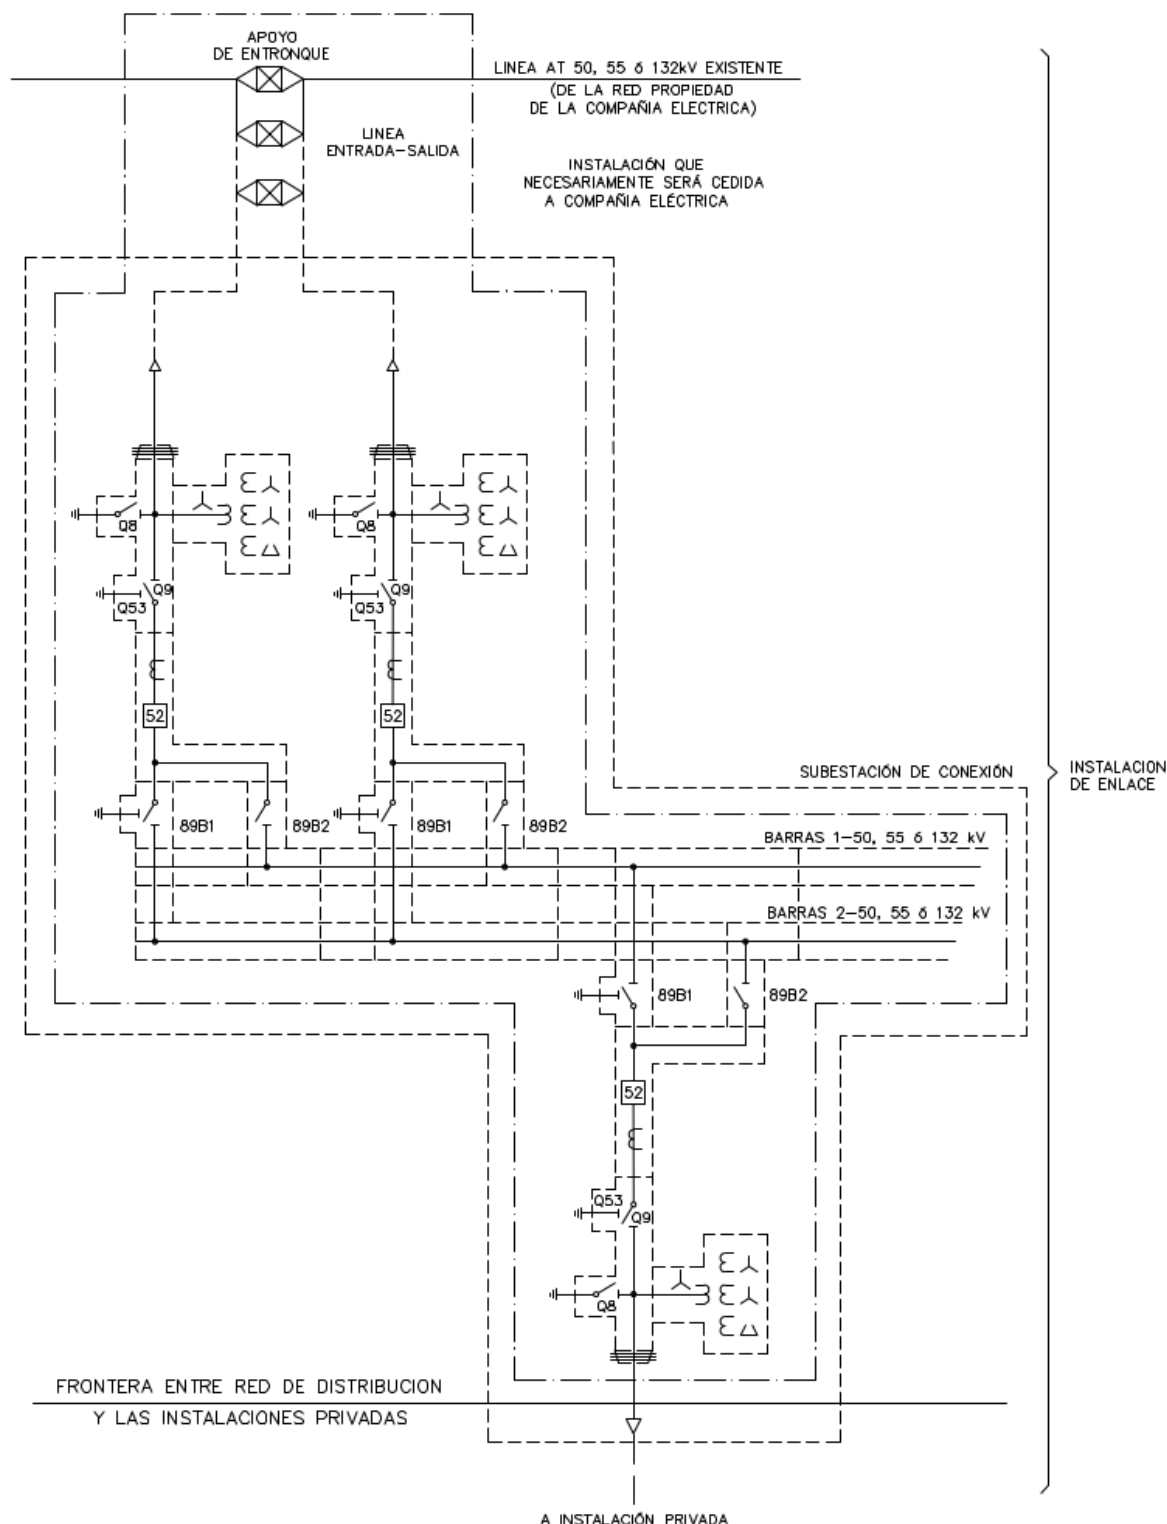 APOYO
DE ENTRONQUE
LINEA AT 50, 55 ó 132kV EXISTENTE
(DE LA RED PROPIEDAD
DE LA COMPAÑIA ELECTRICA)
LINEA
ENTRADA-SALIDA
INSTALACIÓN QUE
NECESARIAMENTE SERÁ CEDIDA
A COMPAÑIA ELÉCTRICA
Q8
Q8
Q9
Q53
Q9
Q53
52
52
SUBESTACIÓN DE CONEXIÓN
INSTALACION
DE ENLACE
89B1
89B2
89B1
89B2
BARRAS 1-50, 55 ó 132 kV
BARRAS 2-50, 55 ó 132 kV
89B1
89B2
52
Q53
Q9
Q8
FRONTERA ENTRE RED DE DISTRIBUCION
Y LAS INSTALACIONES PRIVADAS
A INSTALACIÓN PRIVADA